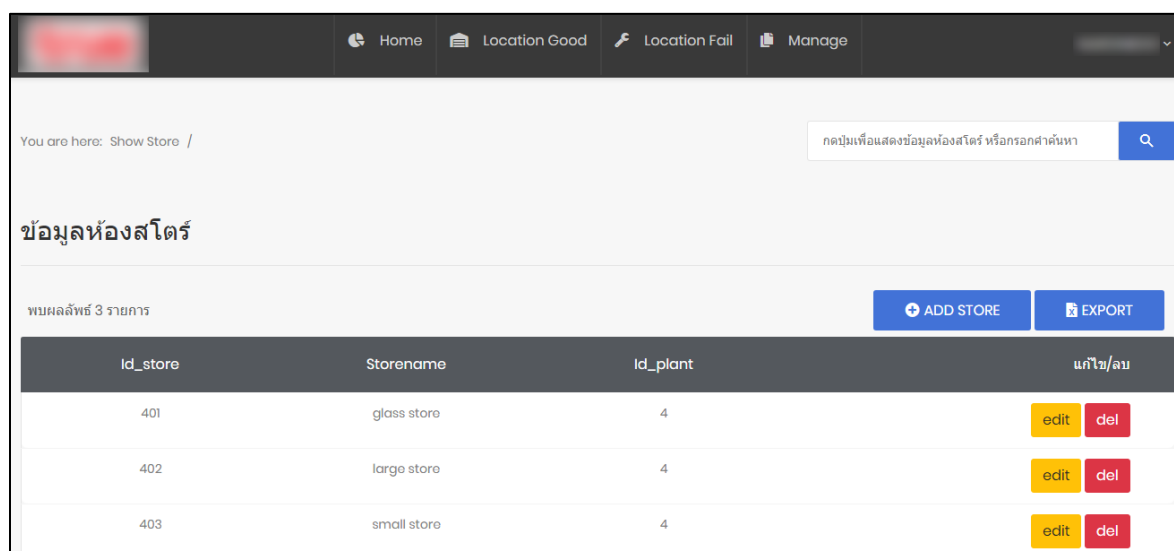 Home Location Good Location Fail Manage
You are here: Show Store /
กดปุ่มเพื่อแสดงข้อมูลห้องสโตร์ หรือกรอกคำค้นหา
ข้อมูลห้องสโตร์
พบผลลัพธ์ 3 รายการ
ADD STORE EXPORT
Id_store Storename Id_plant แก้ไข/ลบ
401 glass store 4 edit del
402 large store 4 edit del
403 small store 4 edit del